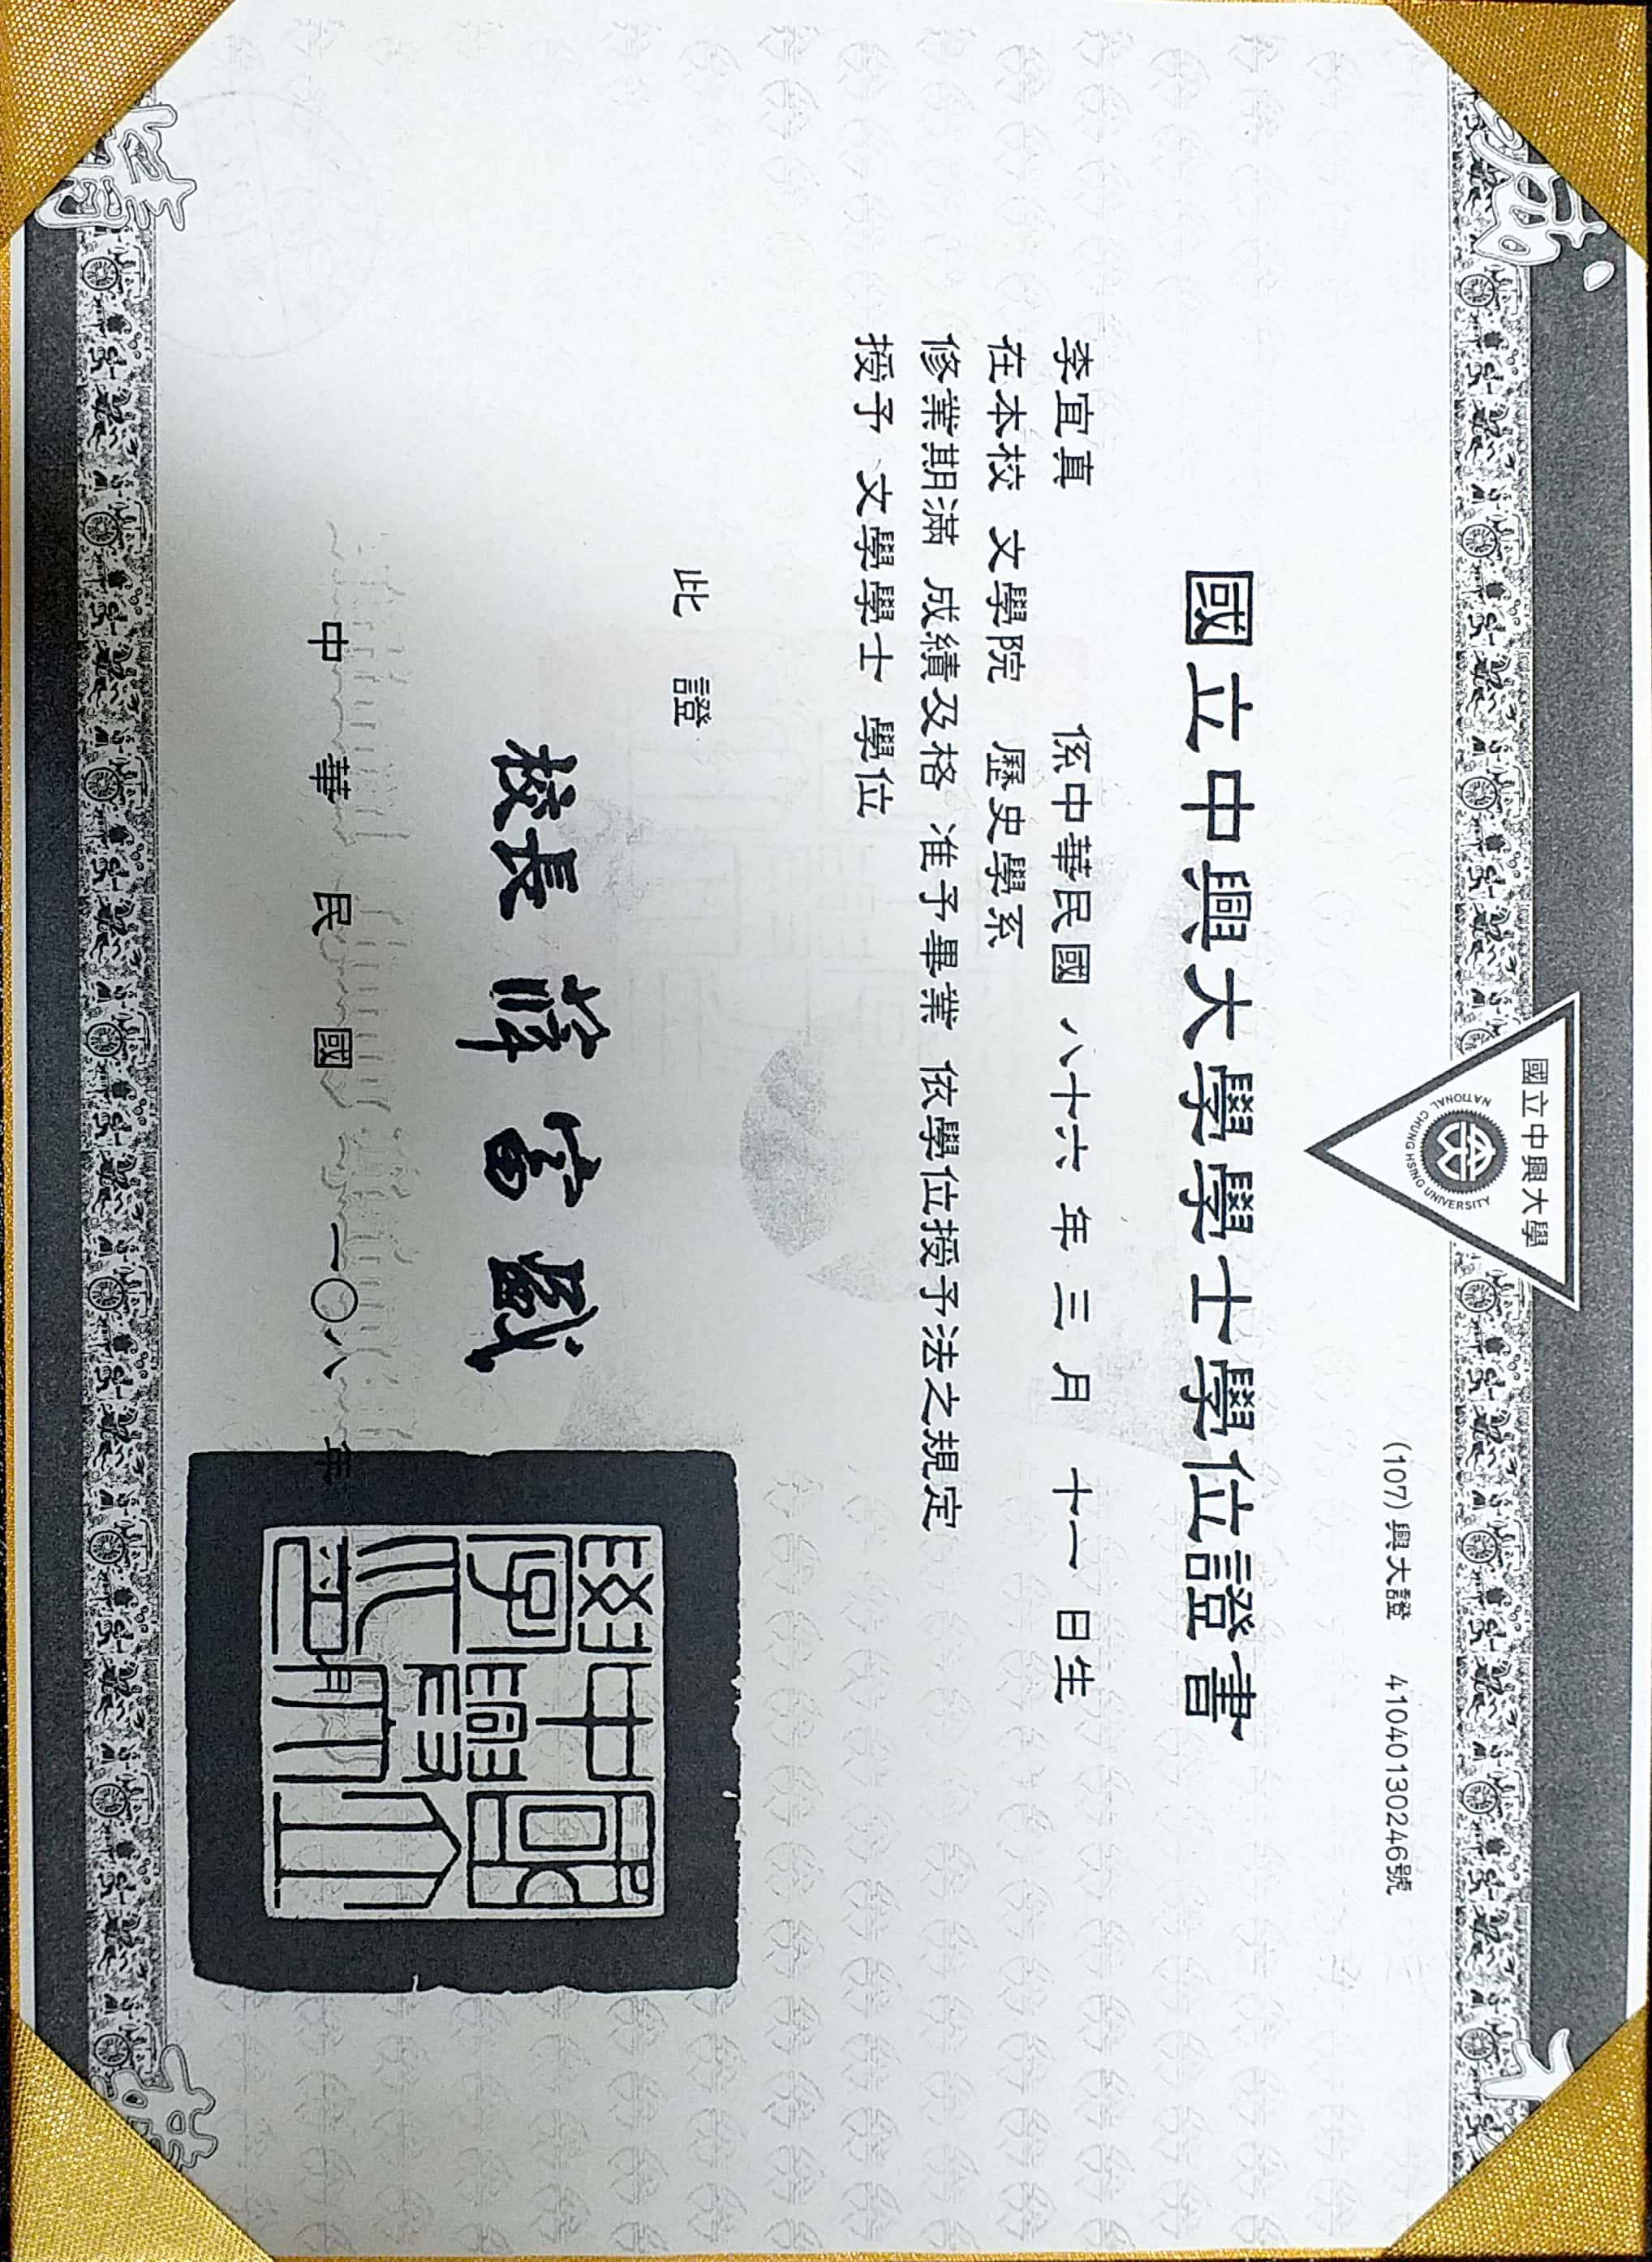 國立中興大學
NATIONAL CHUNG HSING UNIVERSITY
(107)興大證 41040130246號
國立中興大學學士學位證書
李宜真 係中華民國 八十六 年 三 月 十一 日生
在本校 文學院 歷史學系
修業期滿 成績及格 准予畢業 依學位授予法之規定
授予 文學學士 學位
此 證
校長 薛富盛
國立中興大學印
中 華 民 國 一〇八 年 六 月
誠
精